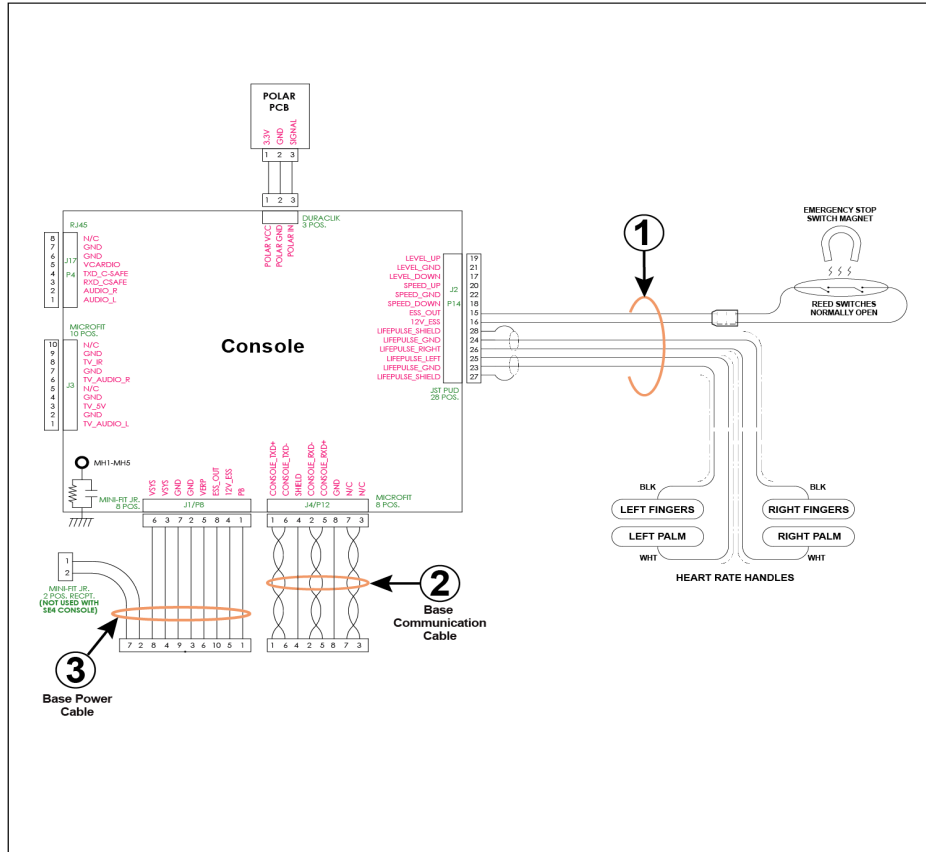 POLAR
PCB
3.3V
GND
SIGNAL
1 2 3
1 2 3
DURACLIK
3 POS.
POLAR VCC
POLAR GND
POLAR IN
RJ45
J17
P4
8 N/C
7 GND
6 GND
5 VCARDIO
4 TXD_C-SAFE
3 RXD_CSAFE
2 AUDIO_R
1 AUDIO_L
MICROFIT
10 POS.
J3
10 N/C
9 GND
8 TV_IR
7 GND
6 TV_AUDIO_R
5 N/C
4 GND
3 TV_5V
2 GND
1 TV_AUDIO_L
Console
LEVEL_UP 19
LEVEL_GND 21
LEVEL_DOWN 17
SPEED_UP 20
SPEED_GND 22
SPEED_DOWN 18
ESS_OUT 15
12V_ESS 16
LIFEPULSE_SHIELD 28
LIFEPULSE_GND 24
LIFEPULSE_RIGHT 26
LIFEPULSE_LEFT 25
LIFEPULSE_GND 23
LIFEPULSE_SHIELD 27
J2
P14
JST PUD
28 POS.
1
EMERGENCY STOP
SWITCH MAGNET
REED SWITCHES
NORMALLY OPEN
BLK
LEFT FINGERS
LEFT PALM
WHT
BLK
RIGHT FINGERS
RIGHT PALM
WHT
HEART RATE HANDLES
MH1-MH5
MINI-FIT JR.
8 POS.
VSYS
VSYS
GND
GND
VERP
ESS_OUT
12V_ESS
PB
J1/P8
6 3 7 2 5 8 4 1
CONSOLE_TXD+
CONSOLE_TXD-
SHIELD
CONSOLE_RXD-
CONSOLE_RXD+
GND
N/C
N/C
J4/P12
MICROFIT
8 POS.
1 6 4 2 5 8 7 3
1
2
MINI-FIT JR.
2 POS. RECPT.
(NOT USED WITH
SE4 CONSOLE)
7 2 8 4 9 3 6 10 5 1
1 6 4 2 5 8 7 3
2
Base
Communication
Cable
3
Base Power
Cable